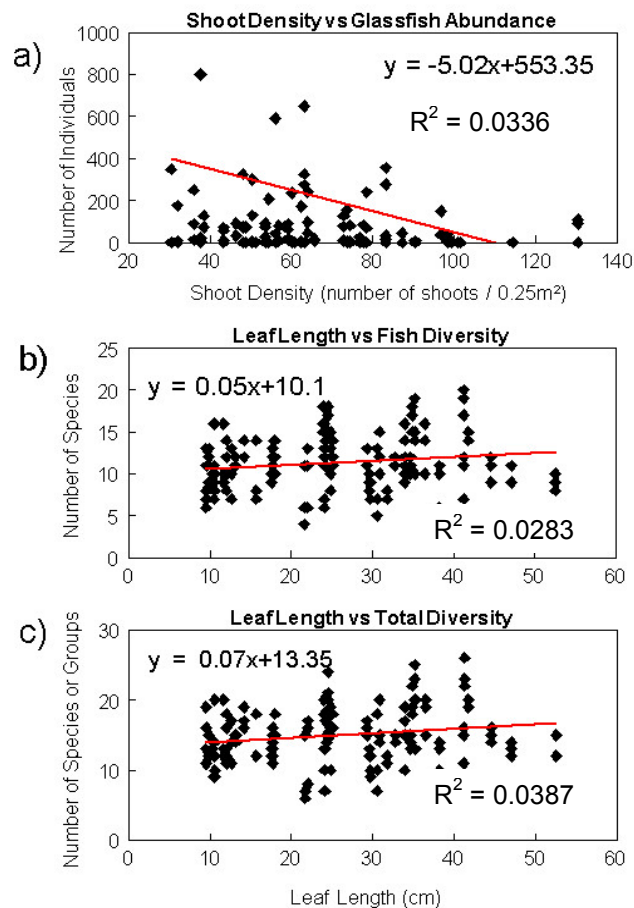 a)
Shoot Density vs Glassfish Abundance
y = -5.02x+553.35
R² = 0.0336
Number of Individuals
1000
800
600
400
200
0
20 40 60 80 100 120 140
Shoot Density (number of shoots / 0.25m²)
b)
Leaf Length vs Fish Diversity
y = 0.05x+10.1
R² = 0.0283
Number of Species
25
20
15
10
5
0
0 10 20 30 40 50 60
c)
Leaf Length vs Total Diversity
y = 0.07x+13.35
R² = 0.0387
Number of Species or Groups
30
20
10
0
0 10 20 30 40 50 60
Leaf Length (cm)